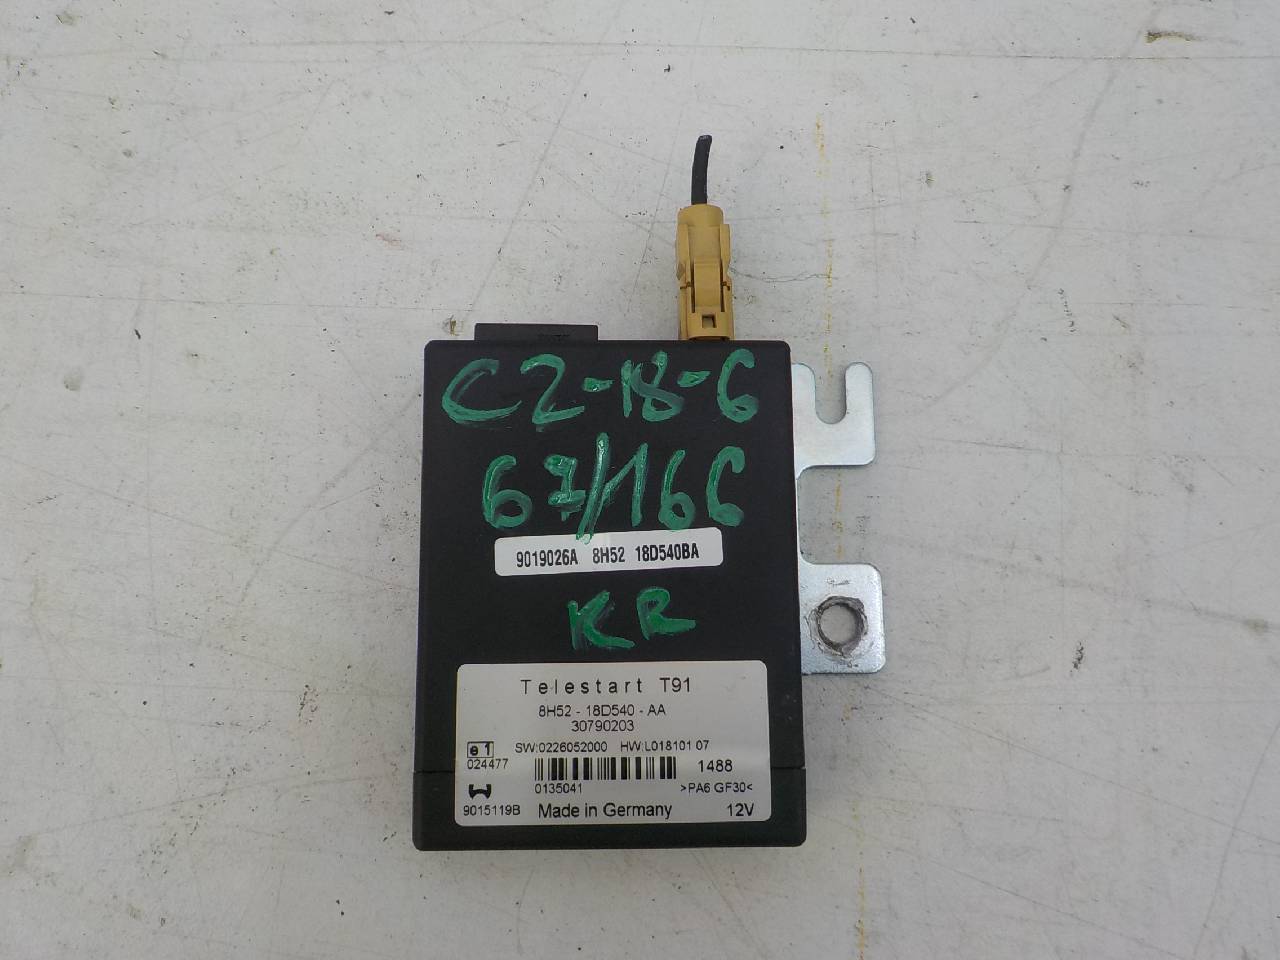 C2-18-6
67/166
9019026A 8H52 18D540BA
KR
Telestart T91
8H52 - 18D540 - AA
30790203
e1 SW:0226052000 HW:L018101 07
024477 1488
0135041 >PA6 GF30<
9015119B Made in Germany 12V